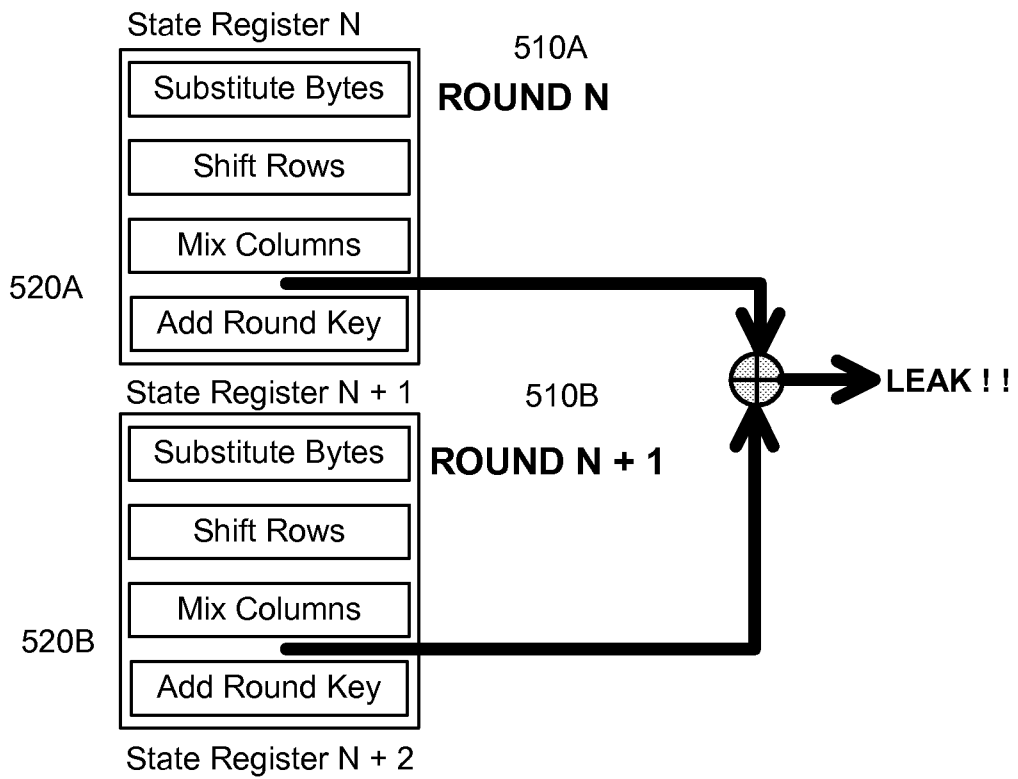 State Register N
510A
Substitute Bytes
ROUND N
Shift Rows
Mix Columns
520A
Add Round Key
State Register N + 1
510B
LEAK ! !
Substitute Bytes
ROUND N + 1
Shift Rows
Mix Columns
520B
Add Round Key
State Register N + 2